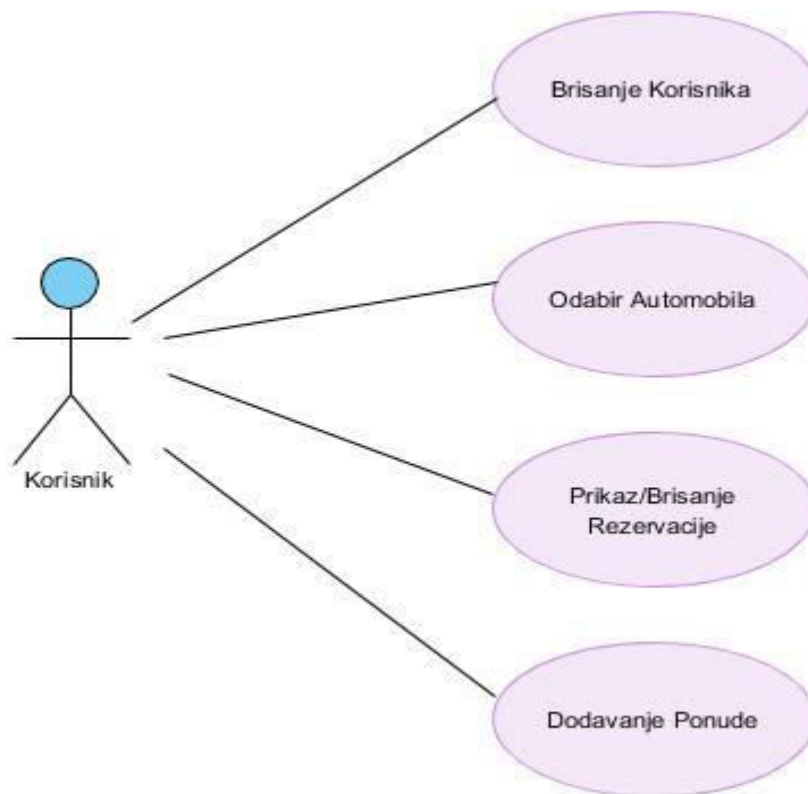 Brisanje Korisnika
Odabir Automobila
Korisnik
Prikaz/Brisanje
Rezervacije
Dodavanje Ponude